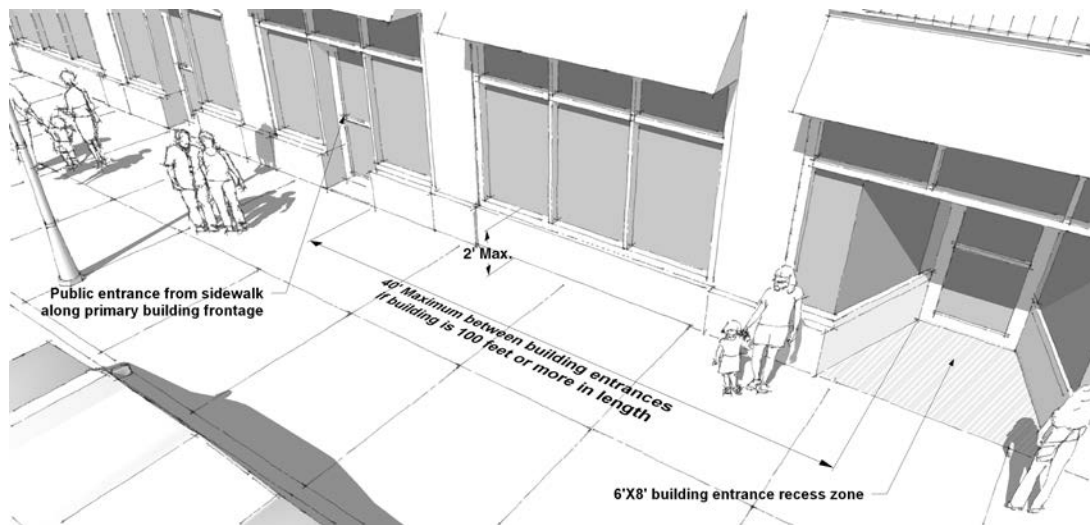 2' Max.
Public entrance from sidewalk
along primary building frontage
40' Maximum between building entrances
if building is 100 feet or more in length
6'X8' building entrance recess zone